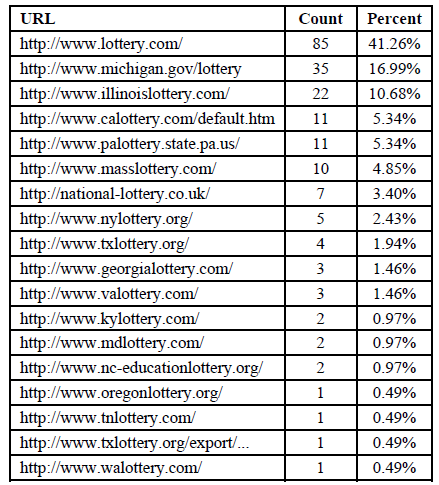 URL Count Percent
http://www.lottery.com/ 85 41.26%
http://www.michigan.gov/lottery 35 16.99%
http://www.illinoislottery.com/ 22 10.68%
http://www.calottery.com/default.htm 11 5.34%
http://www.palottery.state.pa.us/ 11 5.34%
http://www.masslottery.com/ 10 4.85%
http://national-lottery.co.uk/ 7 3.40%
http://www.nylottery.org/ 5 2.43%
http://www.txlottery.org/ 4 1.94%
http://www.georgialottery.com/ 3 1.46%
http://www.valottery.com/ 3 1.46%
http://www.kylottery.com/ 2 0.97%
http://www.mdlottery.com/ 2 0.97%
http://www.nc-educationlottery.org/ 2 0.97%
http://www.oregonlottery.org/ 1 0.49%
http://www.tnlottery.com/ 1 0.49%
http://www.txlottery.org/export/... 1 0.49%
http://www.walottery.com/ 1 0.49%